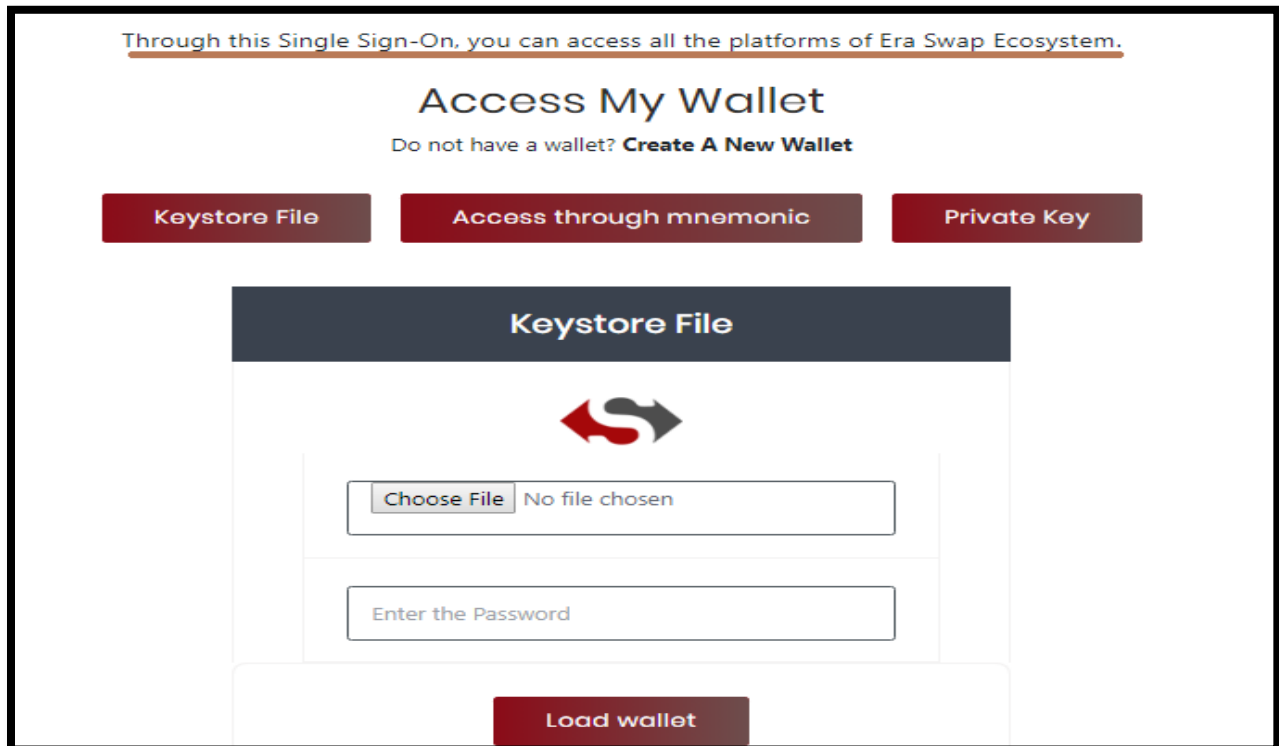 Through this Single Sign-On, you can access all the platforms of Era Swap Ecosystem.
Access My Wallet
Do not have a wallet? Create A New Wallet
Keystore File
Access through mnemonic
Private Key
Keystore File
Choose File No file chosen
Enter the Password
Load wallet